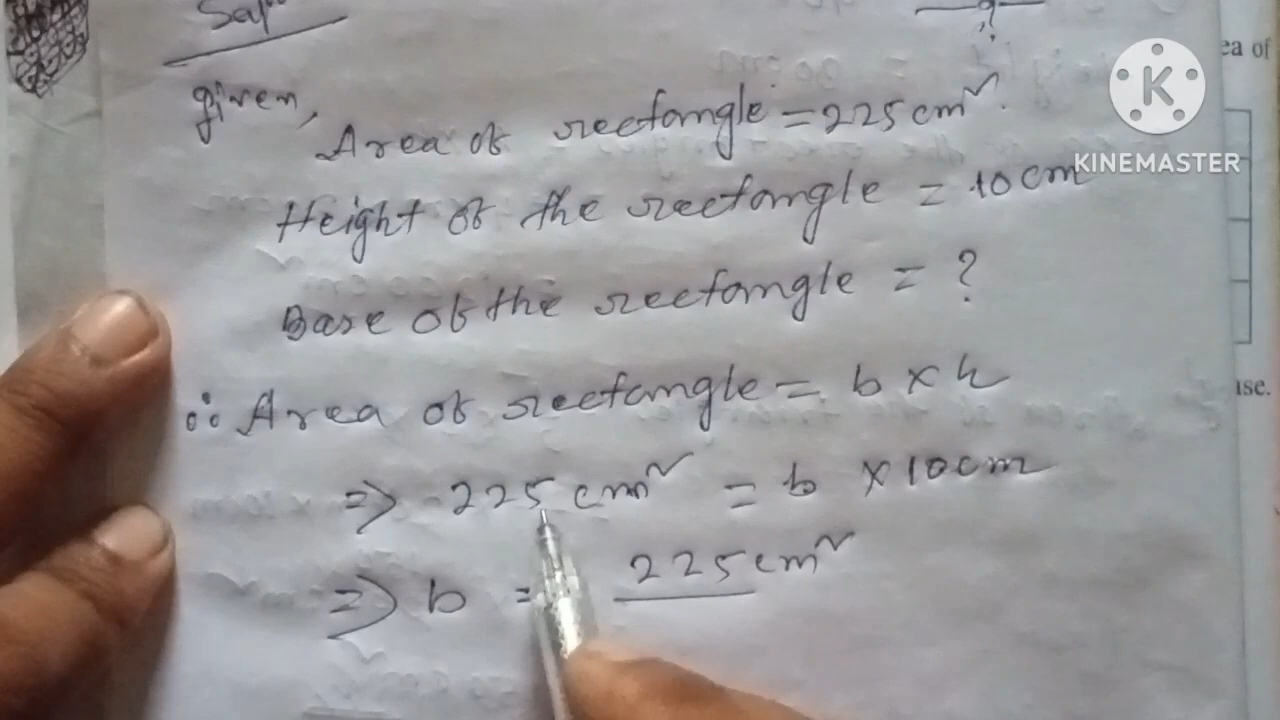 given,
Area of rectangle = 225 cm²
KINEMASTER
Height of the rectangle = 10 cm
Base of the rectangle = ?
∴ Area of rectangle = b × h
⇒ 225 cm² = b × 10 cm
⇒ b = 225 cm²